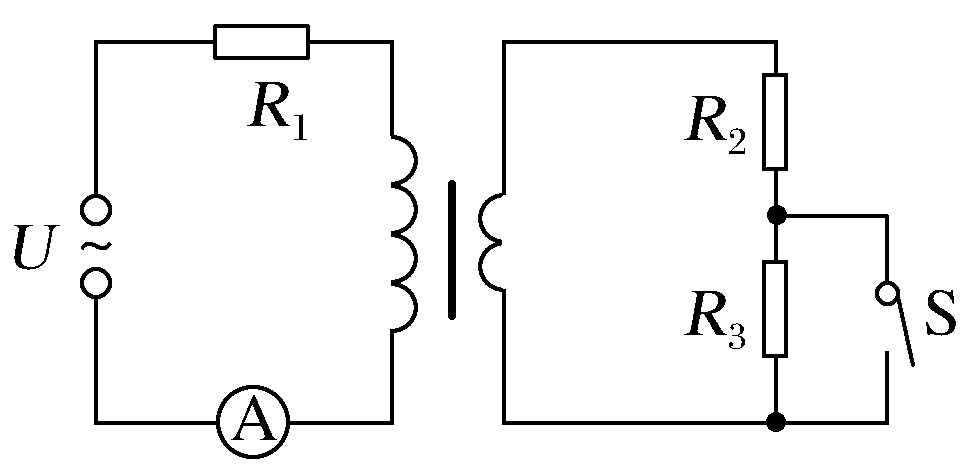 R₁
R₂
U ~
R₃
S
A